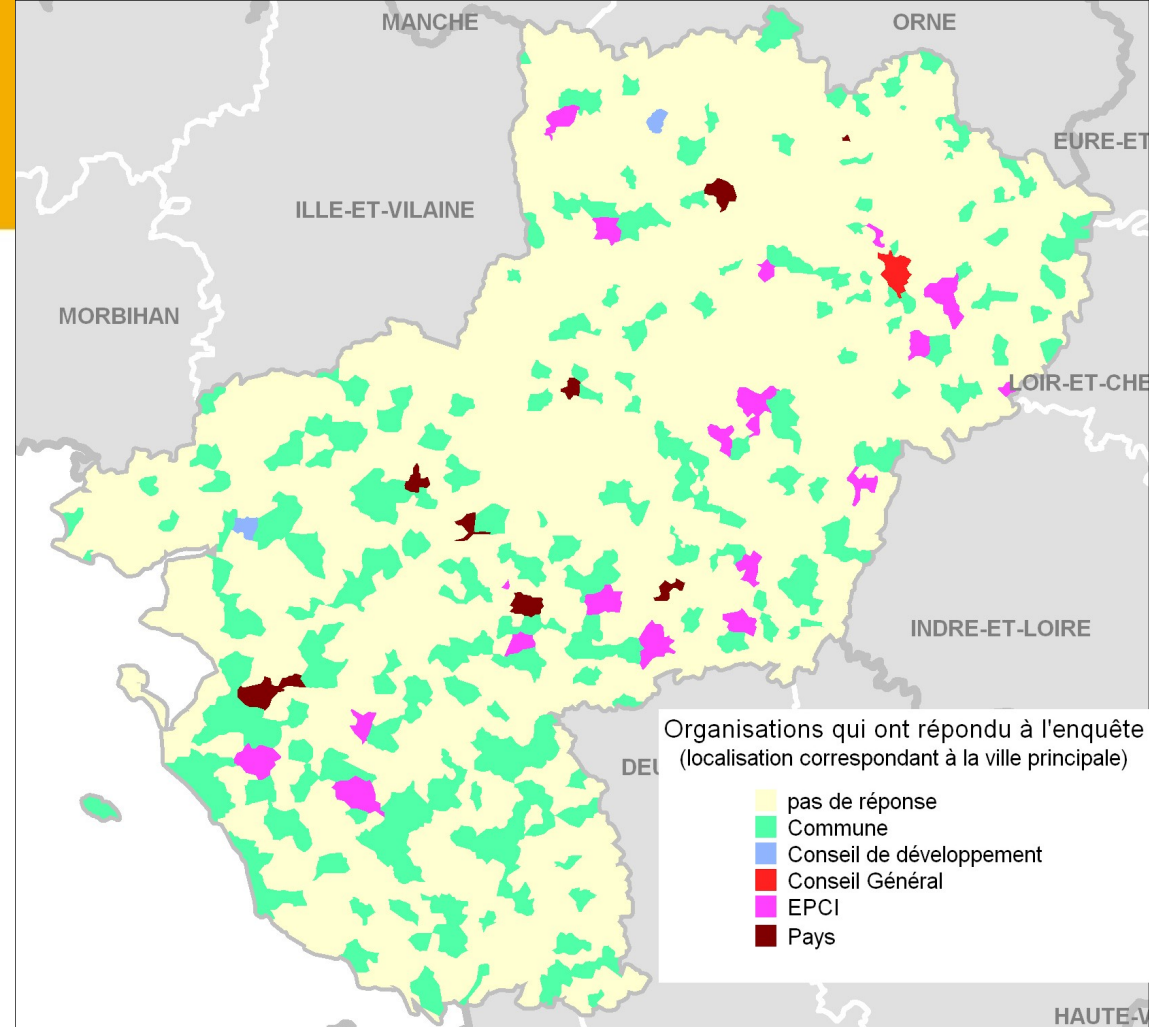 MANCHE
ORNE
EURE-ET
ILLE-ET-VILAINE
MORBIHAN
LOIR-ET-CHE
INDRE-ET-LOIRE
DEU
Organisations qui ont répondu à l'enquête
(localisation correspondant à la ville principale)
pas de réponse
Commune
Conseil de développement
Conseil Général
EPCI
Pays
HAUTE-V